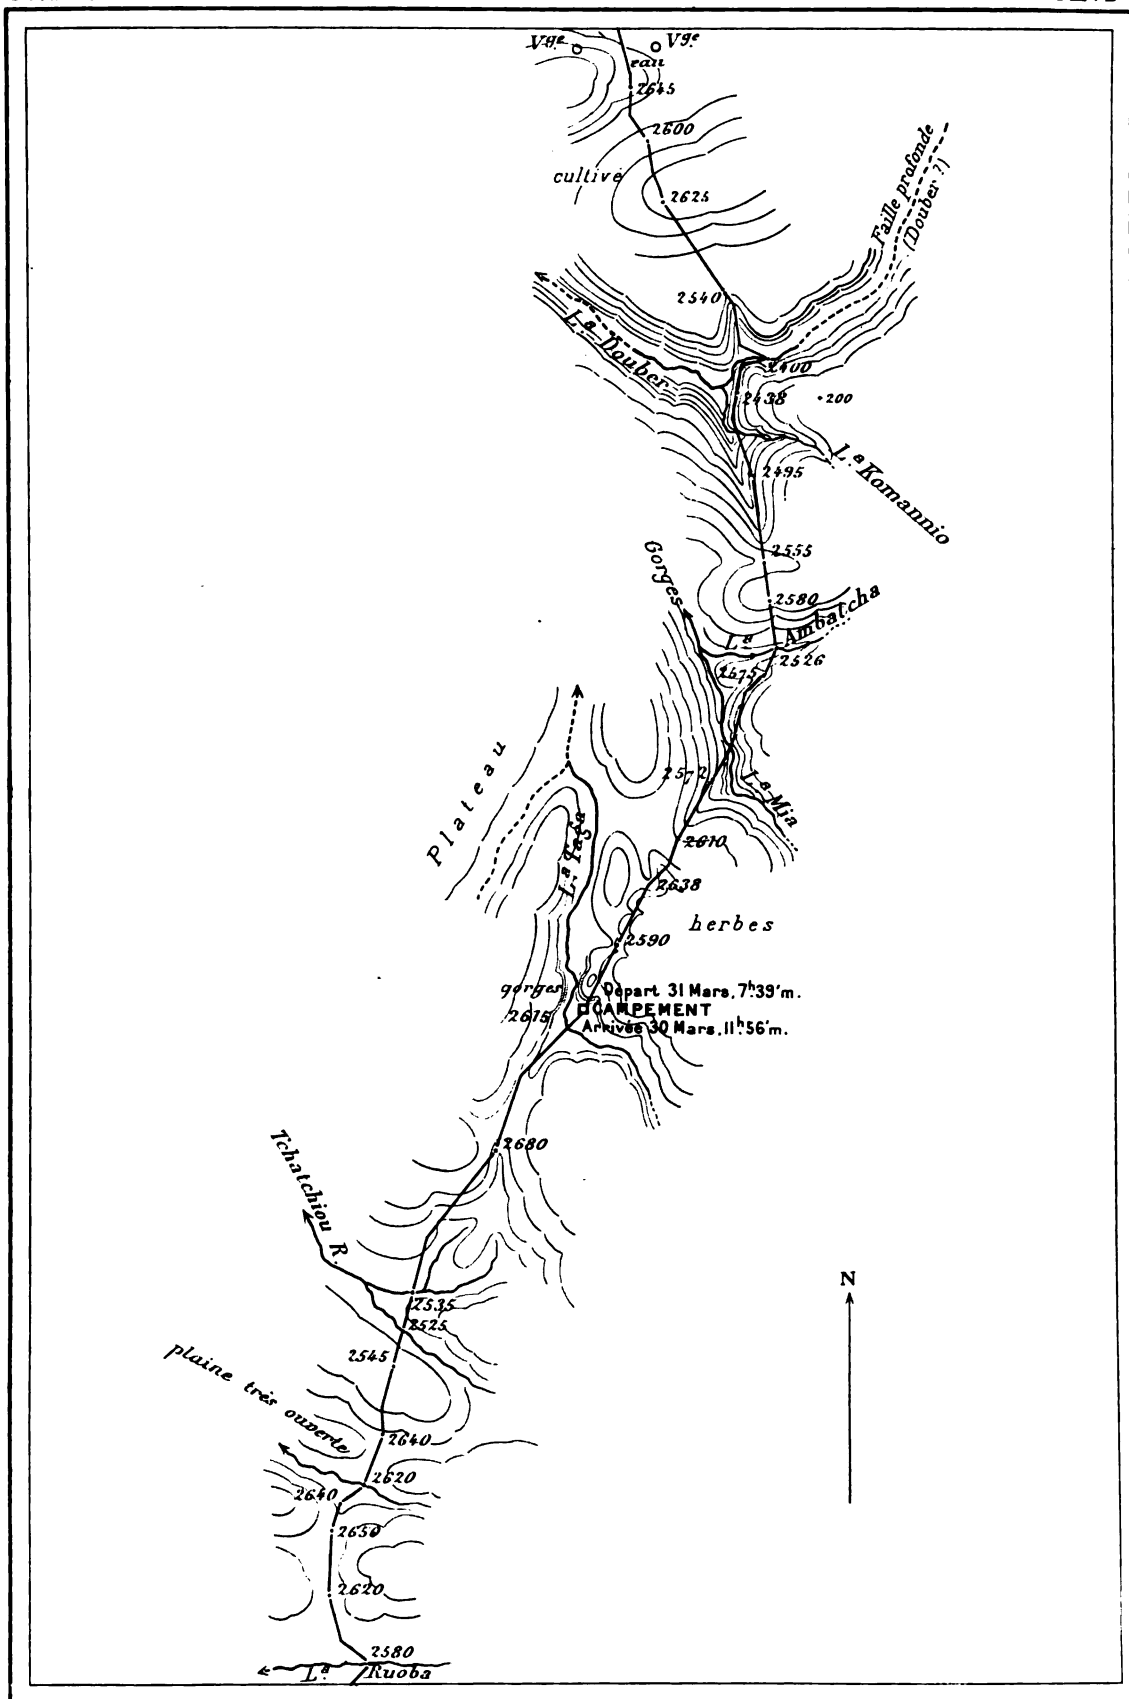 Vge.
Vge.
eau
2645
2600
cultivé
2625
Faille profonde
(Douber ?)
2540
La. Douber
2400
2438
200
La. Komannio
2495
2555
Gorges
2580
La. Ambatcha
2526
2575
Plateau
2572
La. Mia
La. Tafa
2610
2638
herbes
2590
gorges
Départ 31 Mars, 7h.39'm.
CAMPEMENT
2615
Arrivée 30 Mars, 11h.56'm.
2680
Tchatchiou R.
N
2535
2525
2545
plaine très ouverte
2640
2620
2640
2650
2620
2580
La. Ruoba